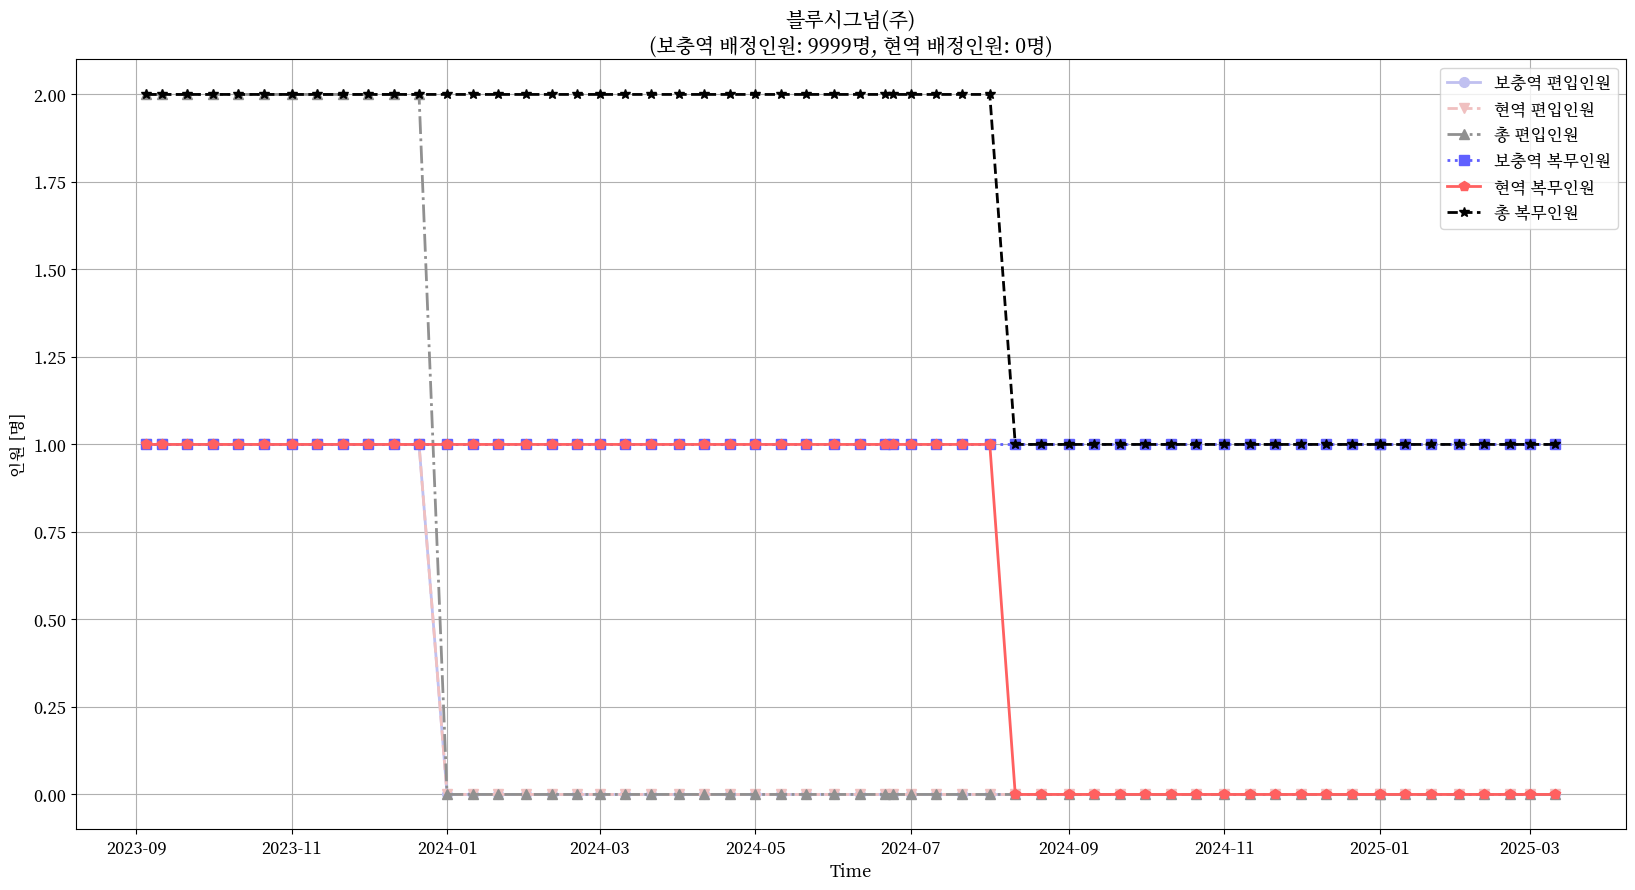 블루시그넘(주)
(보충역 배정인원: 9999명, 현역 배정인원: 0명)
보충역 편입인원
현역 편입인원
총 편입인원
보충역 복무인원
현역 복무인원
총 복무인원
2.00
1.75
1.50
1.25
1.00
0.75
0.50
0.25
0.00
인원 [명]
2023-09 2023-11 2024-01 2024-03 2024-05 2024-07 2024-09 2024-11 2025-01 2025-03
Time